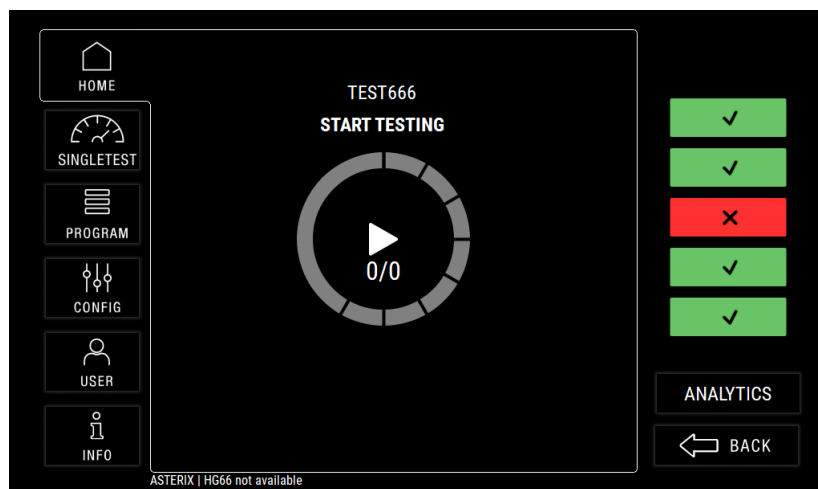 HOME
SINGLETEST
PROGRAM
CONFIG
USER
INFO
TEST666
START TESTING
0/0
ANALYTICS
BACK
ASTERIX | HG66 not available